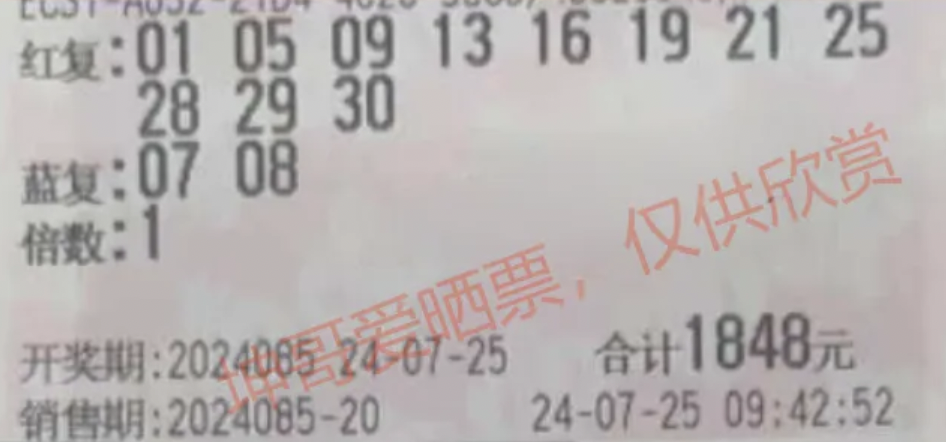 红复:01 05 09 13 16 19 21 25
28 29 30
蓝复:07 08
倍数:1
坤哥爱晒票，仅供欣赏
开奖期:2024085 24-07-25 合计1848元
销售期:2024085-20 24-07-25 09:42:52